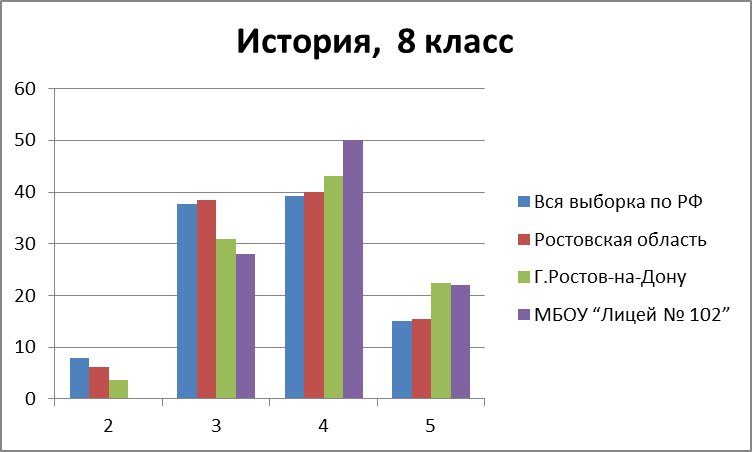 История,  8 класс
60
50
40
30
20
10
0
2 3 4 5
Вся выборка по РФ
Ростовская область
Г.Ростов-на-Дону
МБОУ “Лицей № 102”